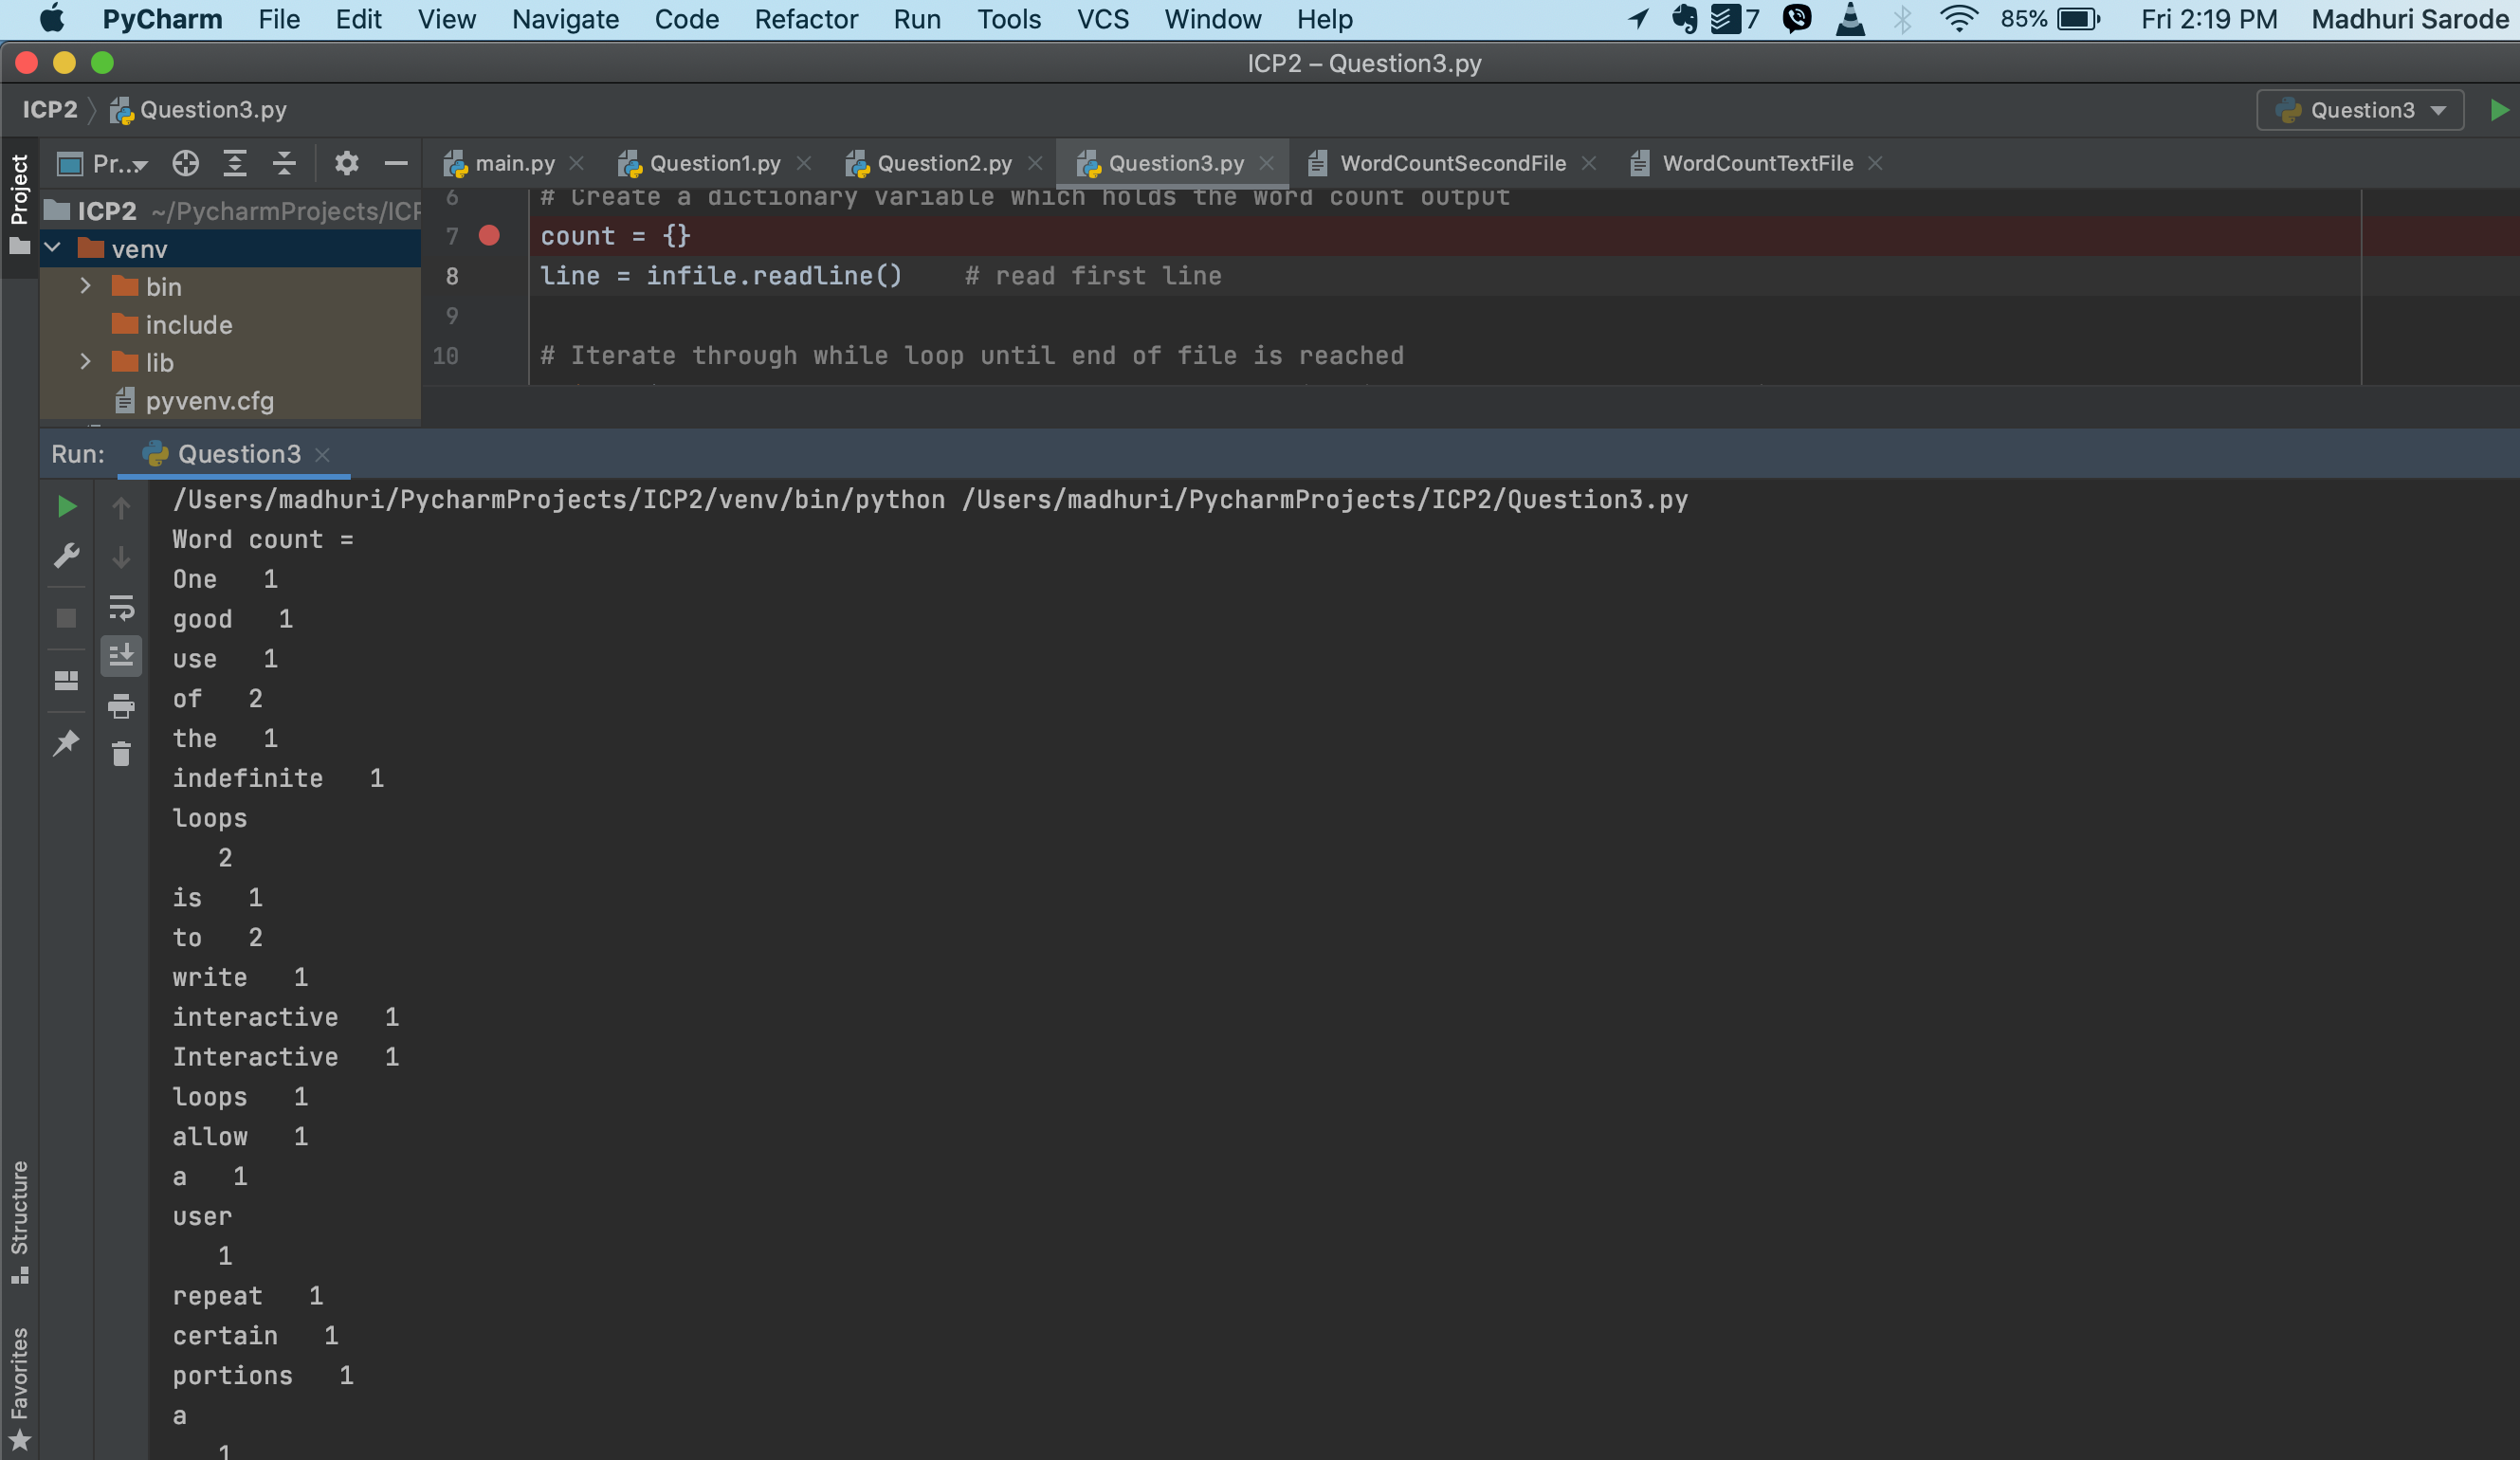 PyCharm File Edit View Navigate Code Refactor Run Tools VCS Window Help 7 85% Fri 2:19 PM Madhuri Sarode
ICP2 – Question3.py
ICP2 Question3.py Question3
Project
Pr... main.py Question1.py Question2.py Question3.py WordCountSecondFile WordCountTextFile
ICP2 ~/PycharmProjects/ICP
venv
bin
include
lib
pyvenv.cfg
6 # Create a dictionary variable which holds the word count output
7 count = {}
8 line = infile.readline() # read first line
9
10 # Iterate through while loop until end of file is reached
Run: Question3
/Users/madhuri/PycharmProjects/ICP2/venv/bin/python /Users/madhuri/PycharmProjects/ICP2/Question3.py
Word count =
One 1
good 1
use 1
of 2
the 1
indefinite 1
loops
2
is 1
to 2
write 1
interactive 1
Interactive 1
loops 1
allow 1
a 1
user
1
repeat 1
certain 1
portions 1
a
1
Structure
Favorites